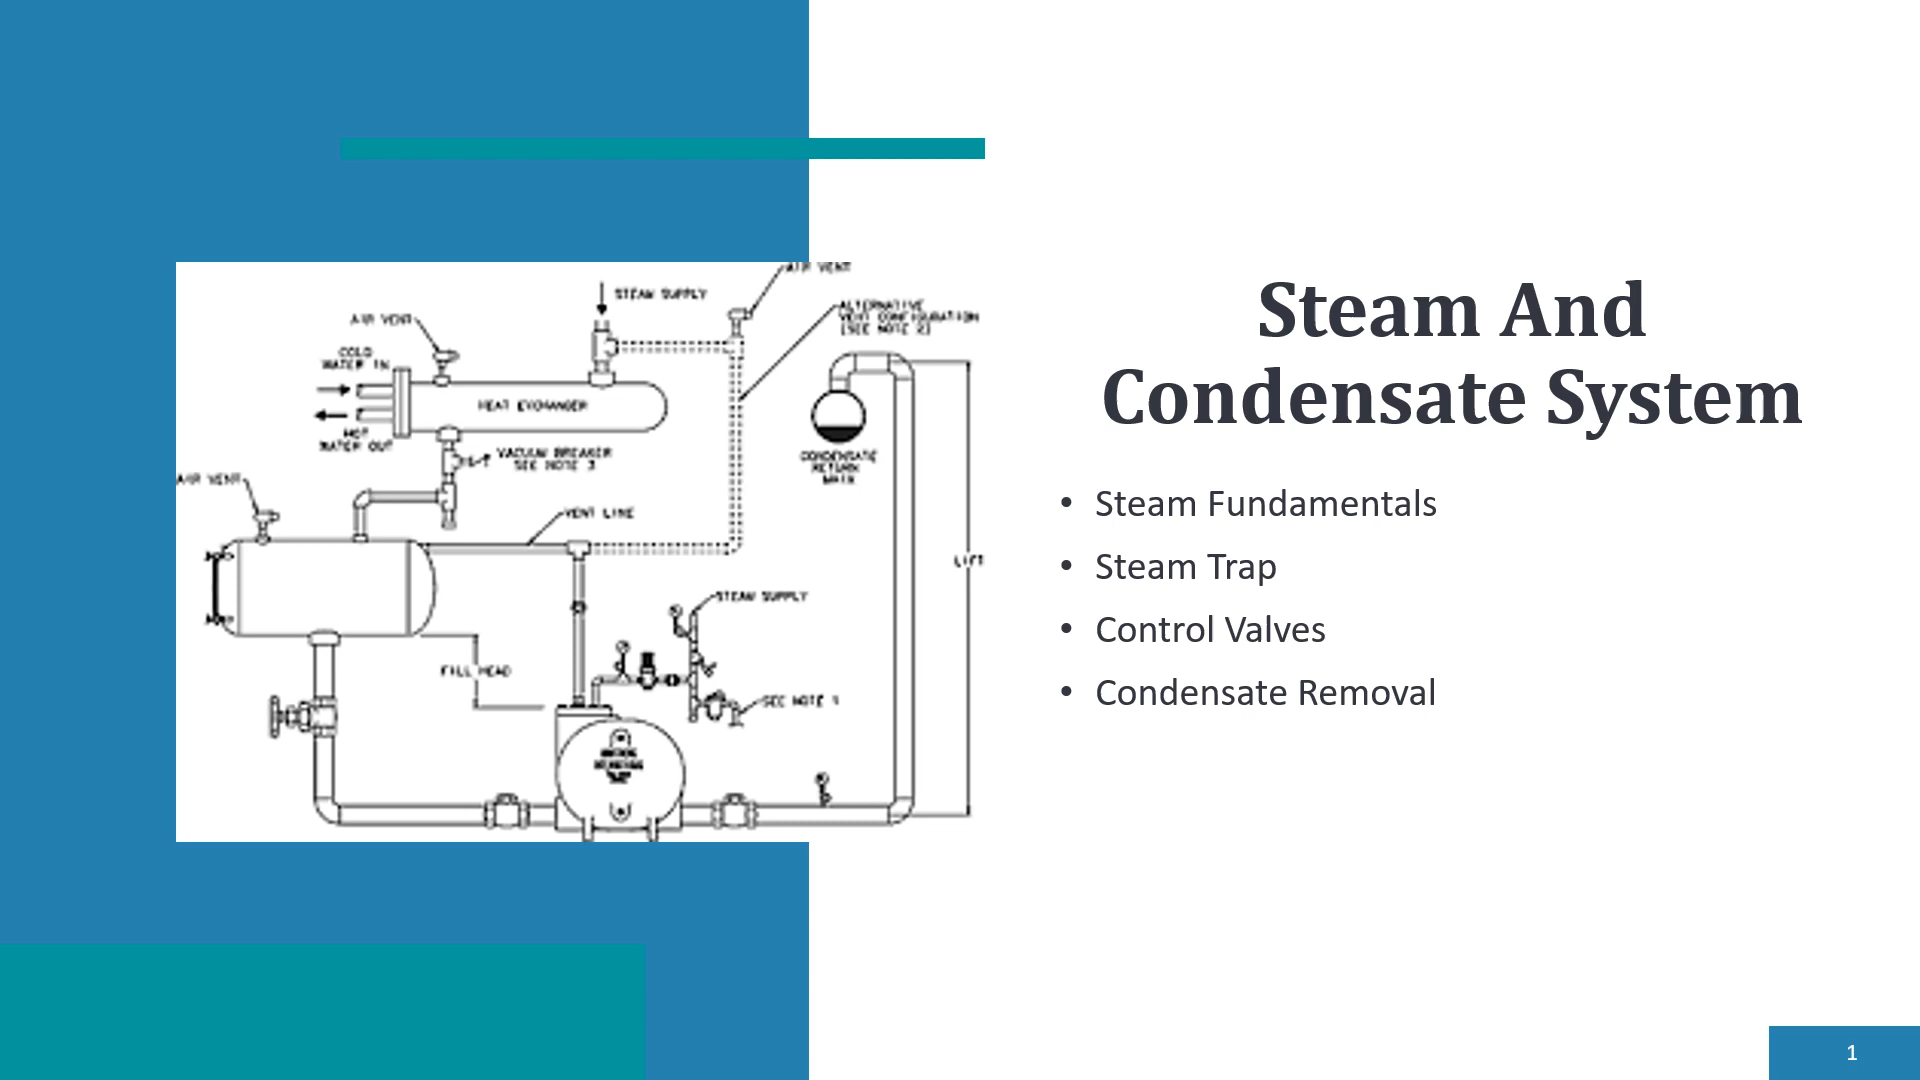 AIR VENT
STEAM SUPPLY
ALTERNATIVE
VENT CONFIGURATION
(SEE NOTE 2)
AIR VENT
COLD
WATER IN
HEAT EXCHANGER
HOT
WATER OUT
VACUUM BREAKER
SEE NOTE 3
CONDENSATE
RETURN
MAIN
AIR VENT
VENT LINE
LIFT
STEAM SUPPLY
FILL HEAD
SEE NOTE
Steam And
Condensate System
• Steam Fundamentals
• Steam Trap
• Control Valves
• Condensate Removal
1